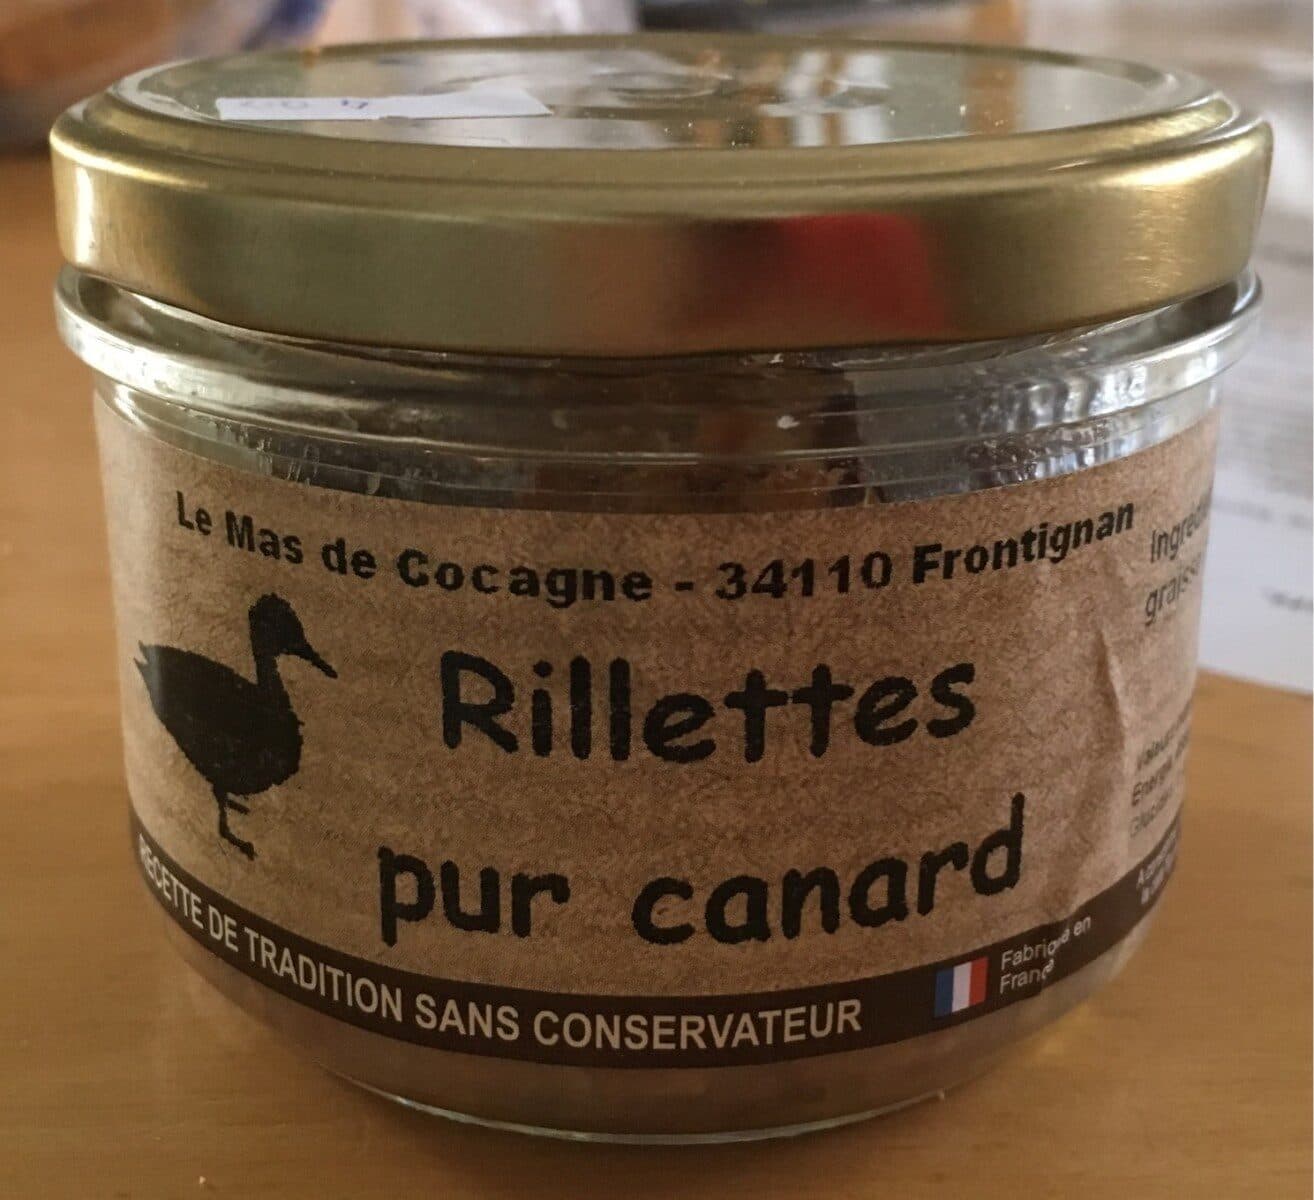 Le Mas de Cocagne - 34110 Frontignan
Rillettes
pur canard
RECETTE DE TRADITION SANS CONSERVATEUR
Fabriqué en
France